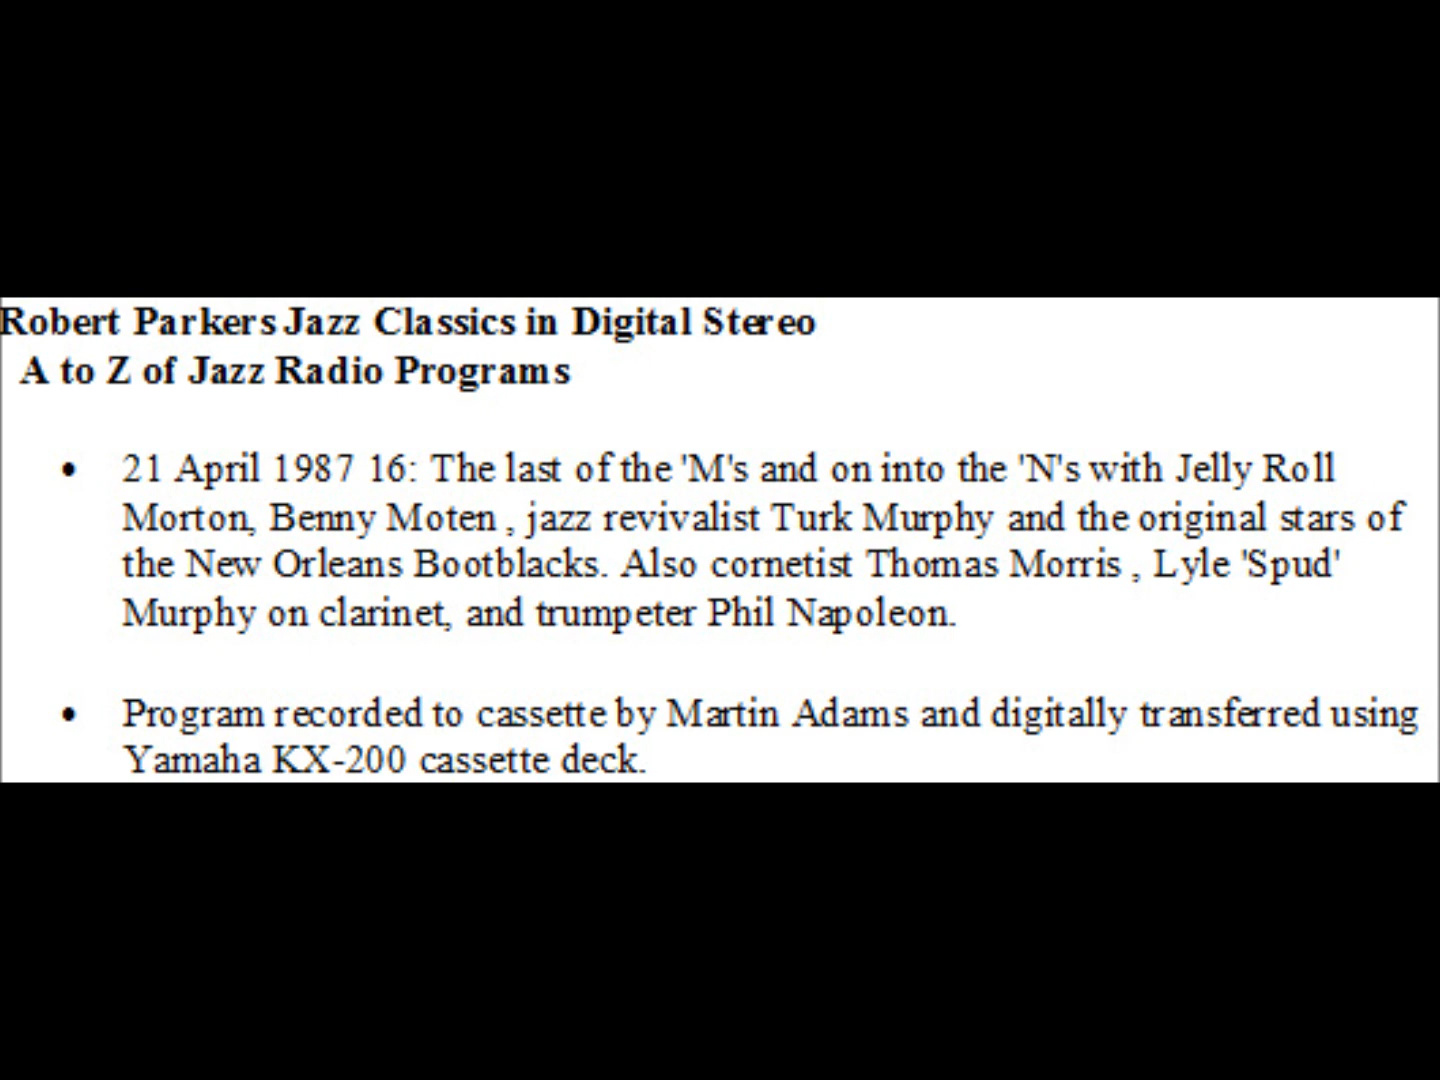 Robert Parkers Jazz Classics in Digital Stereo
A to Z of Jazz Radio Programs
• 21 April 1987 16: The last of the 'M's and on into the 'N's with Jelly Roll
Morton, Benny Moten , jazz revivalist Turk Murphy and the original stars of
the New Orleans Bootblacks. Also cornetist Thomas Morris , Lyle 'Spud'
Murphy on clarinet, and trumpeter Phil Napoleon.
• Program recorded to cassette by Martin Adams and digitally transferred using
Yamaha KX-200 cassette deck.